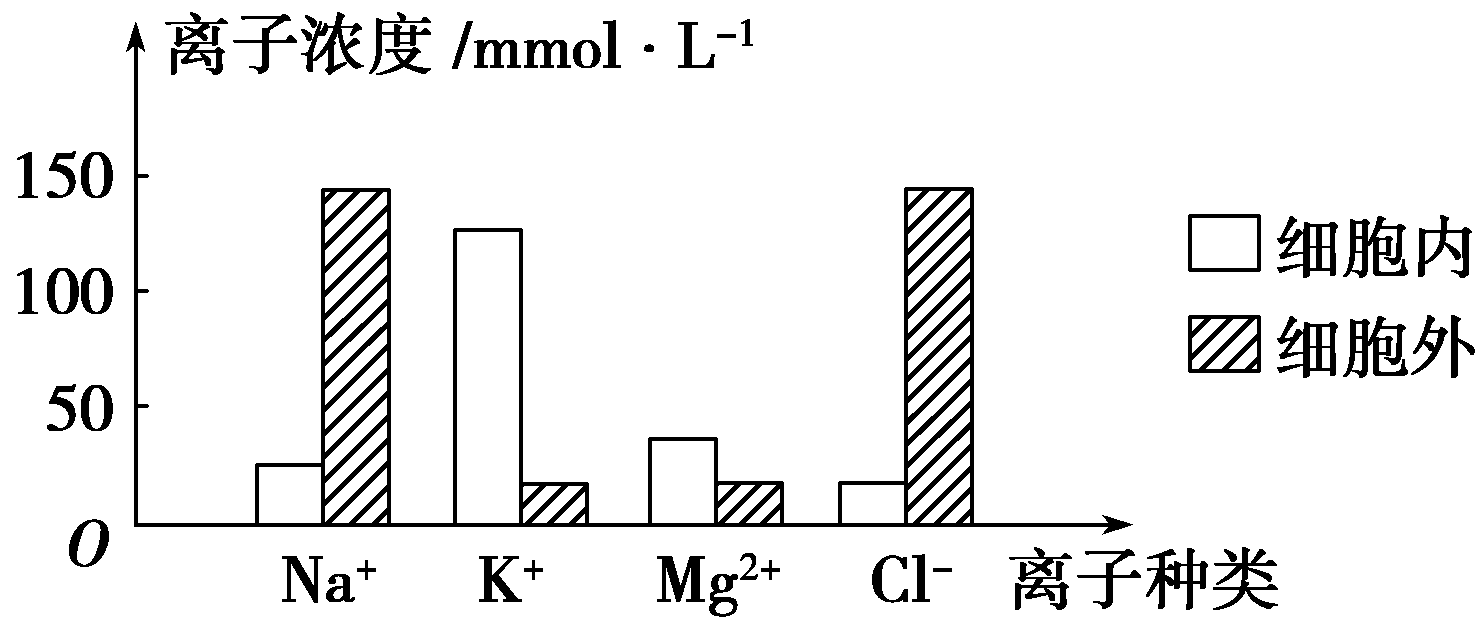 离子浓度 /mmol · L⁻¹
150
100
50
O
Na⁺ K⁺ Mg²⁺ Cl⁻ 离子种类
细胞内
细胞外